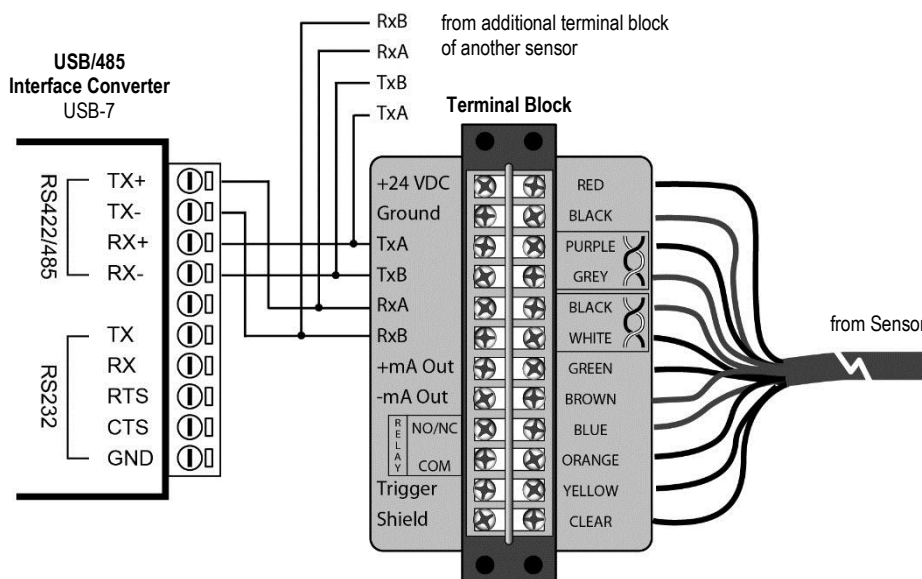 RxB
from additional terminal block
RxA
of another sensor
TxB
TxA
USB/485
Interface Converter
USB-7
Terminal Block
RS422/485
TX+
TX-
RX+
RX-
RS232
TX
RX
RTS
CTS
GND
+24 VDC
RED
Ground
BLACK
TxA
PURPLE
TxB
GREY
RxA
BLACK
RxB
WHITE
+mA Out
GREEN
-mA Out
BROWN
RELAY
NO/NC
BLUE
COM
ORANGE
Trigger
YELLOW
Shield
CLEAR
from Sensor